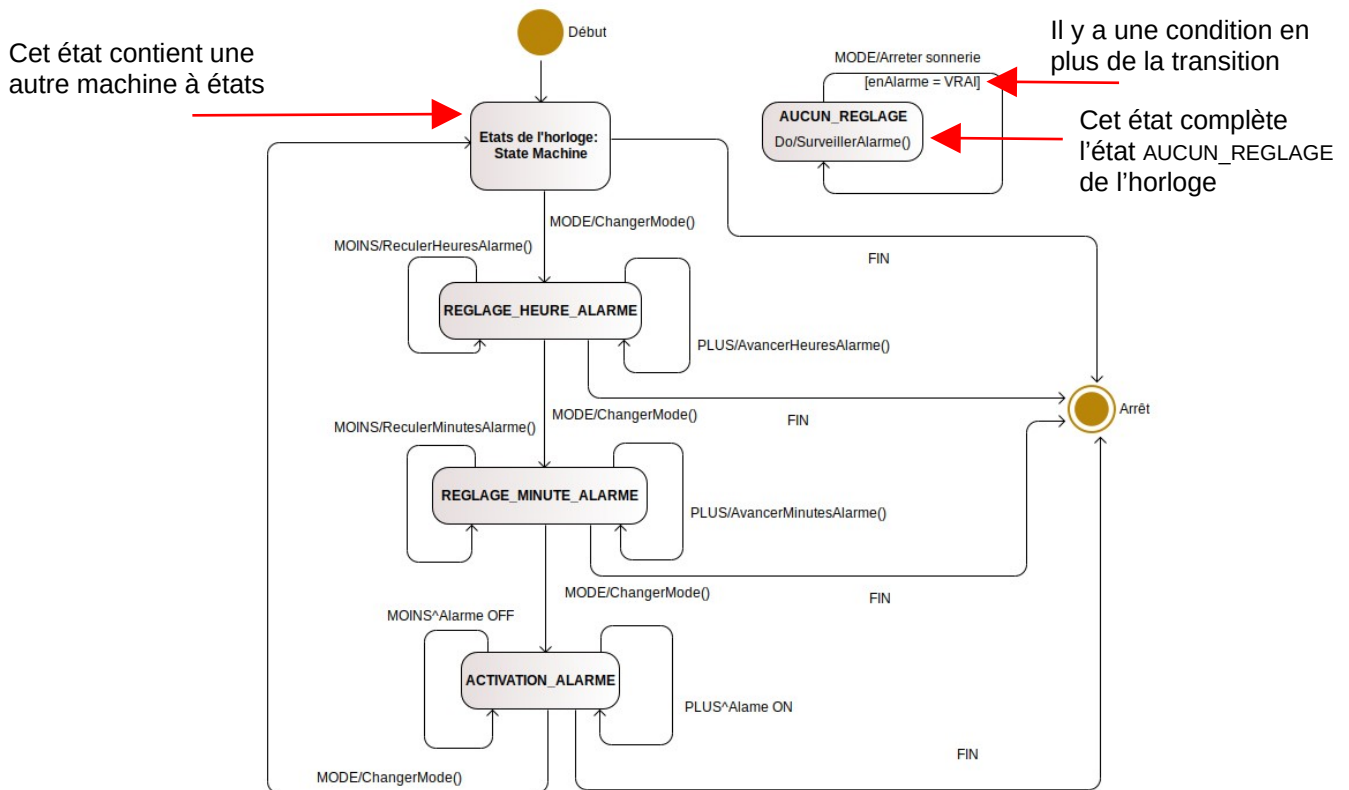 Cet état contient une
autre machine à états
Début
Il y a une condition en
plus de la transition
MODE/Arreter sonnerie
[enAlarme = VRAI]
AUCUN_REGLAGE
Do/SurveillerAlarme()
Cet état complète
l’état AUCUN_REGLAGE
de l’horloge
Etats de l'horloge:
State Machine
MODE/ChangerMode()
MOINS/ReculerHeuresAlarme()
FIN
REGLAGE_HEURE_ALARME
PLUS/AvancerHeuresAlarme()
MODE/ChangerMode()
FIN
Arrêt
MOINS/ReculerMinutesAlarme()
REGLAGE_MINUTE_ALARME
PLUS/AvancerMinutesAlarme()
MODE/ChangerMode()
FIN
MOINS^Alarme OFF
ACTIVATION_ALARME
PLUS^Alame ON
FIN
MODE/ChangerMode()